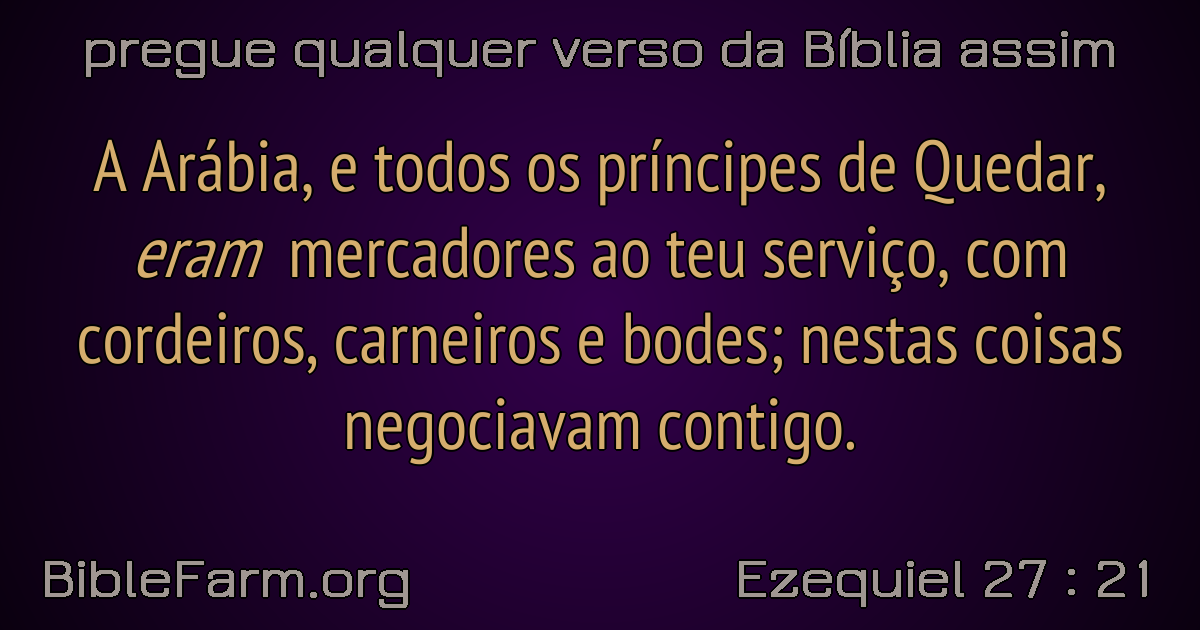 pregue qualquer verso da Bíblia assim
A Arábia, e todos os príncipes de Quedar,
eram mercadores ao teu serviço, com
cordeiros, carneiros e bodes; nestas coisas
negociavam contigo.
BibleFarm.org
Ezequiel 27 : 21